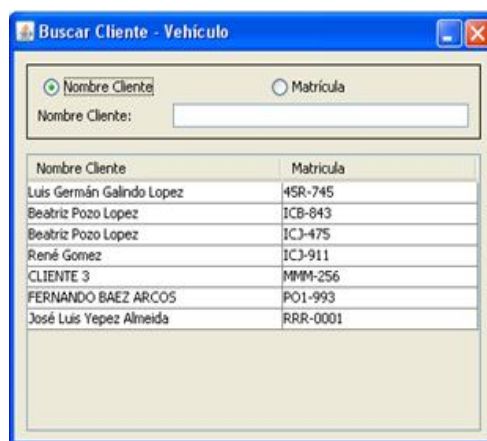 Buscar Cliente - Vehículo
Nombre Cliente Matrícula
Nombre Cliente:
Nombre Cliente Matricula
Luis Germán Galindo Lopez 4SR-745
Beatriz Pozo Lopez ICB-843
Beatriz Pozo Lopez ICJ-475
René Gomez ICJ-911
CLIENTE 3 MMM-256
FERNANDO BAEZ ARCOS PO1-993
José Luis Yepez Almeida RRR-0001